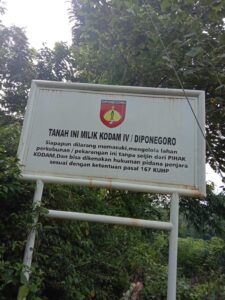 TANAH INI MILIK KODAM IV / DIPONEGORO
Siapapun dilarang memasuki,mengelola lahan
perkebunan / pekarangan ini tanpa seijin dari PIHAK
KODAM.Dan bisa dikenakan hukuman pidana penjara
sesuai dengan ketentuan pasal 167 KUHP